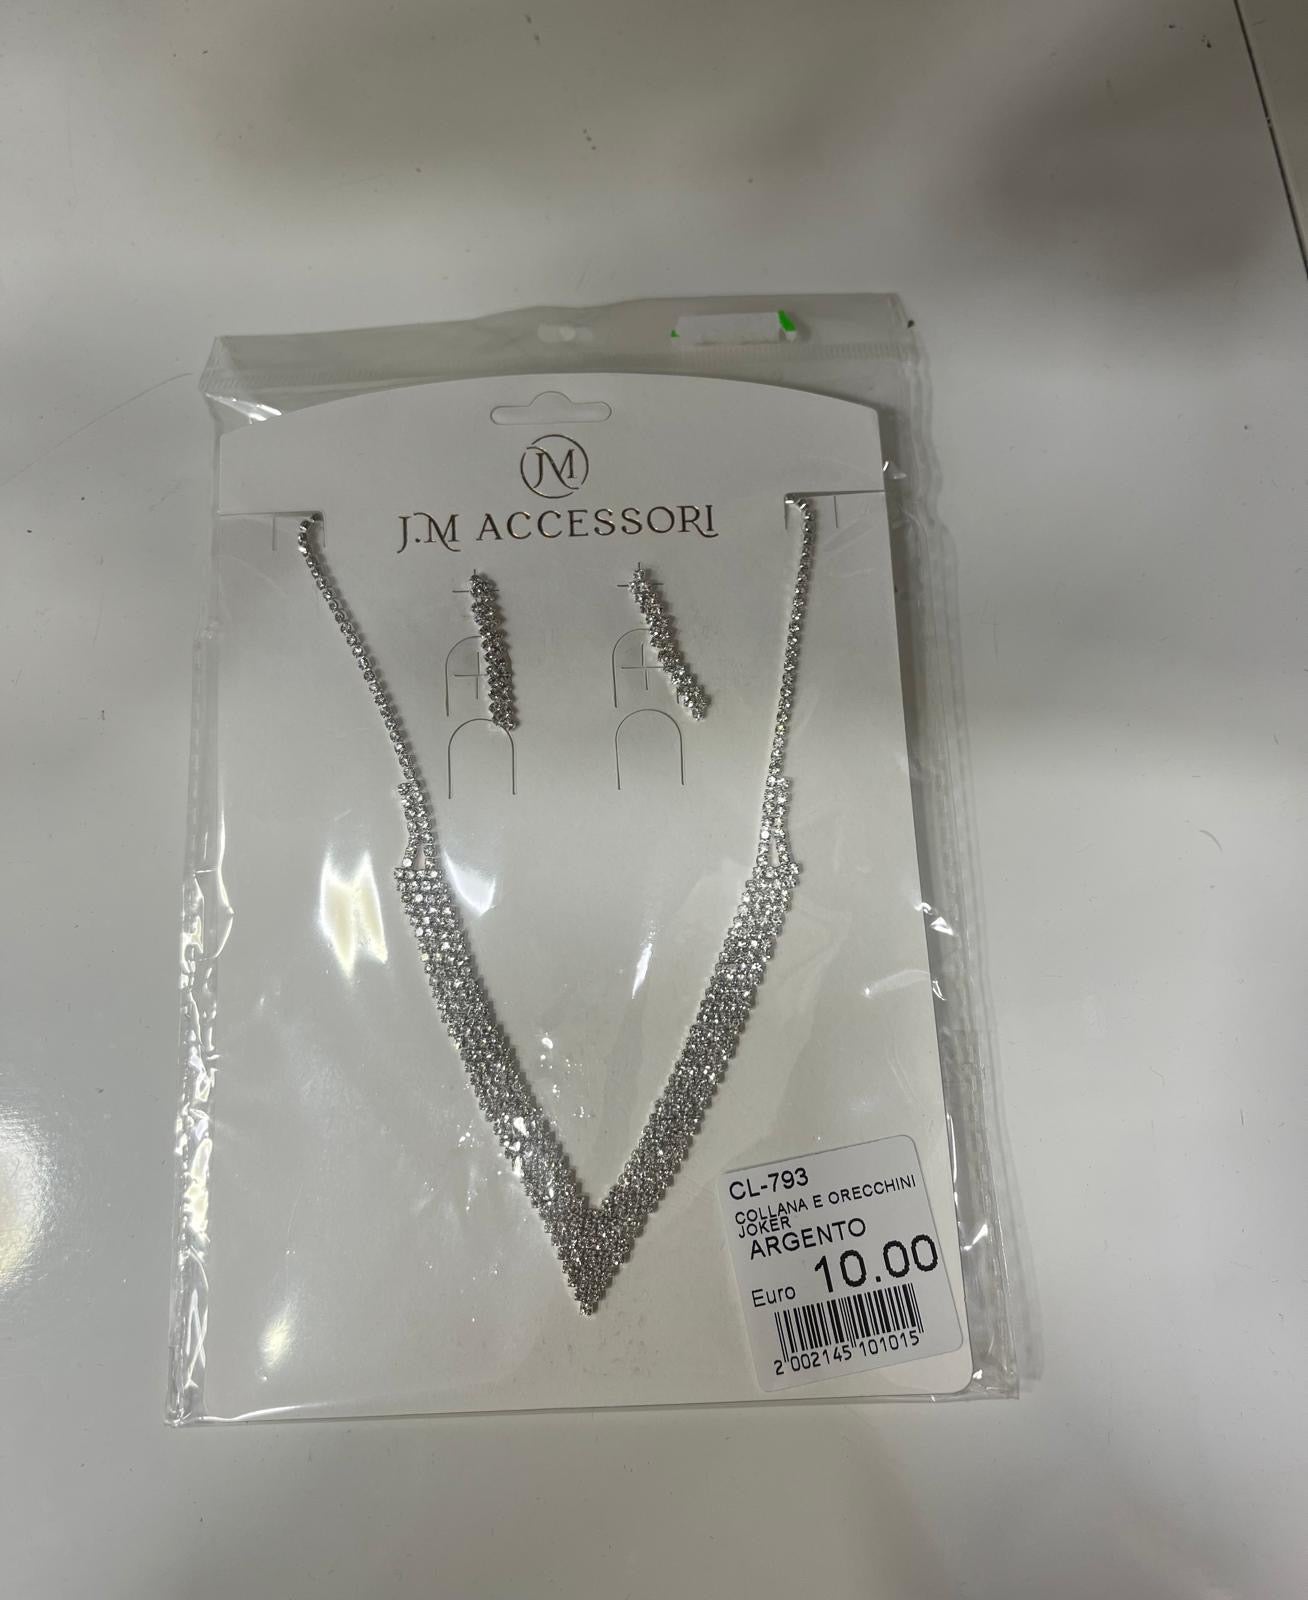 JM
J.M ACCESSORI
CL-793
COLLANA E ORECCHINI
JOKER
ARGENTO
Euro 10.00
2 002145 101015